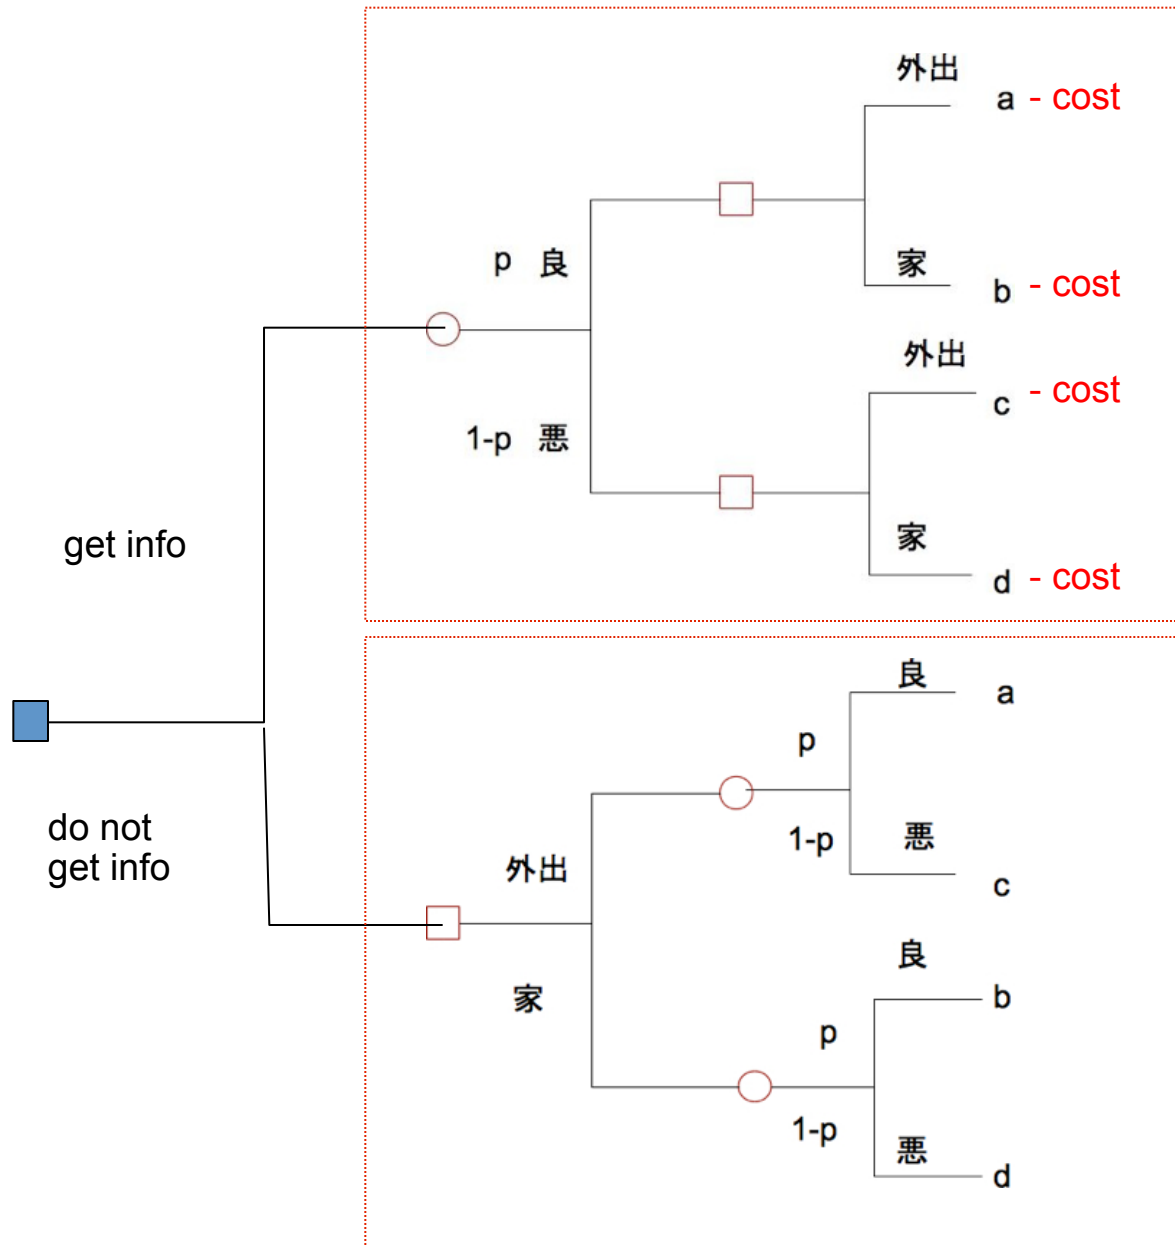 外出
a - cost
p 良
家
b - cost
外出
c - cost
1-p 悪
家
d - cost
get info
良
a
p
do not
get info
1-p 悪
外出
c
良
家
b
p
1-p
悪
d